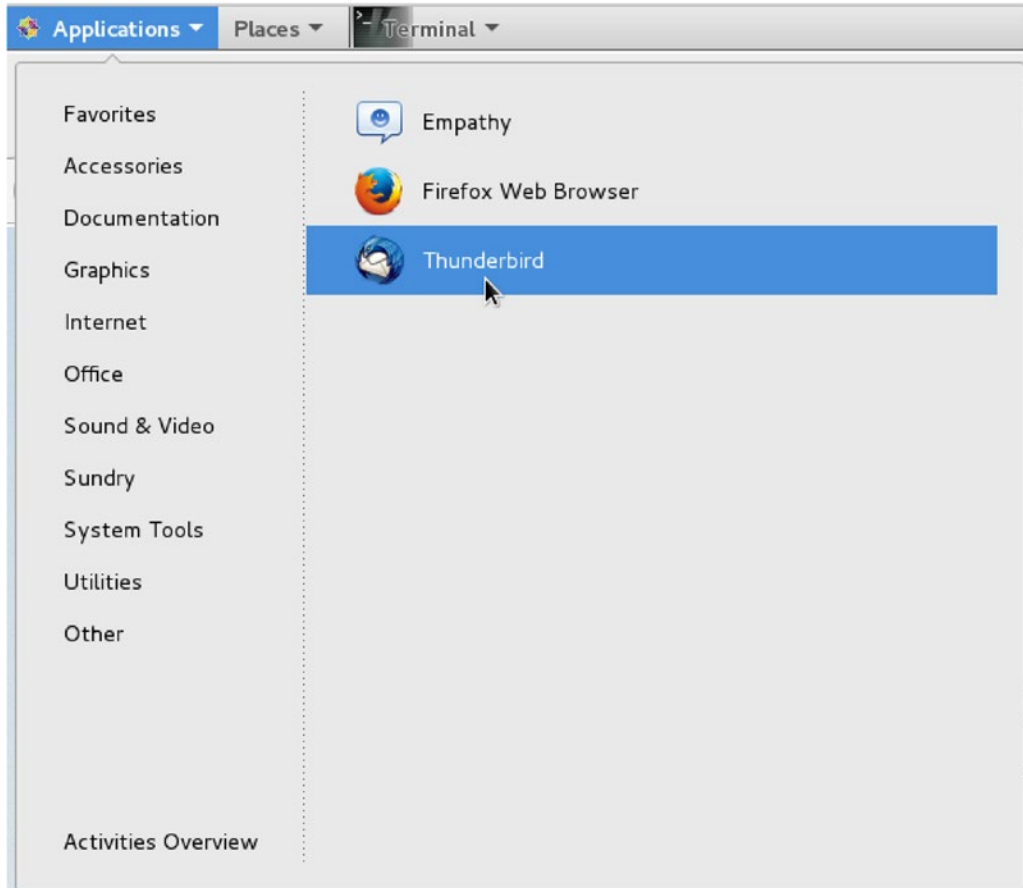 Applications Places Terminal
Favorites
Accessories
Documentation
Graphics
Internet
Office
Sound & Video
Sundry
System Tools
Utilities
Other
Activities Overview
Empathy
Firefox Web Browser
Thunderbird